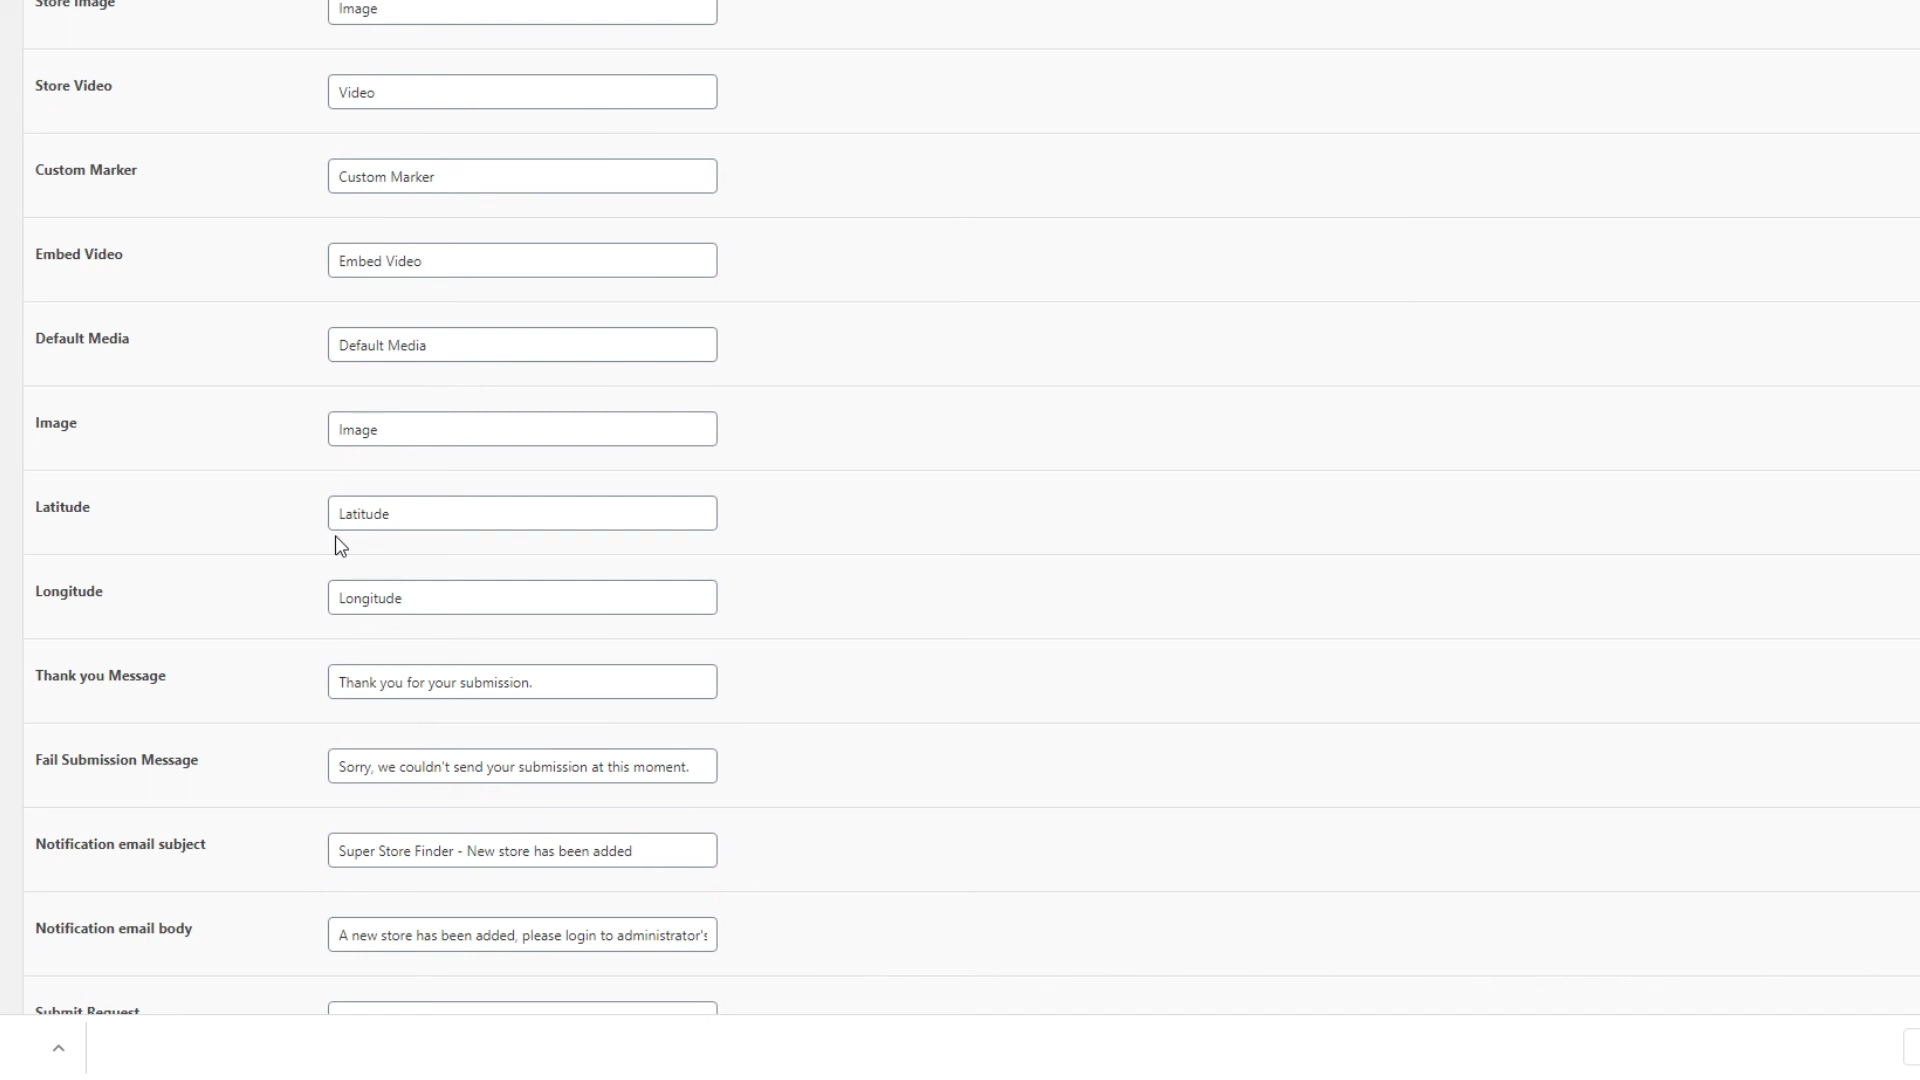 Store Image
Image
Store Video
Video
Custom Marker
Custom Marker
Embed Video
Embed Video
Default Media
Default Media
Image
Image
Latitude
Latitude
Longitude
Longitude
Thank you Message
Thank you for your submission.
Fail Submission Message
Sorry, we couldn't send your submission at this moment.
Notification email subject
Super Store Finder - New store has been added
Notification email body
A new store has been added, please login to administrator's
Submit Request